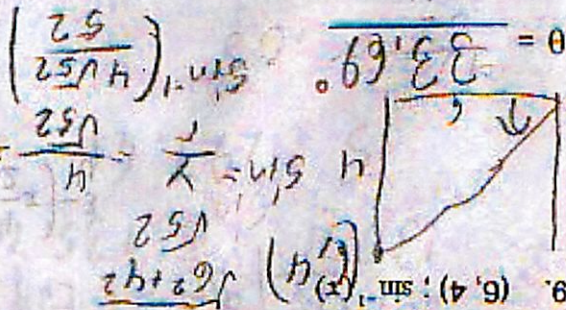 9. (6, 4); sin⁻¹(x) (6, 4)
√6²+4²
√52
4 sin = y/r = 4/√52
6
sin⁻¹(4√52/52)
θ = 33.69°